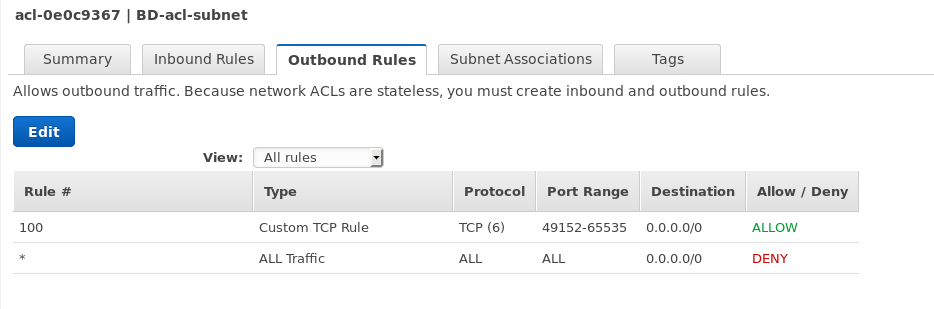 acl-0e0c9367 | BD-acl-subnet
Summary Inbound Rules Outbound Rules Subnet Associations Tags
Allows outbound traffic. Because network ACLs are stateless, you must create inbound and outbound rules.
Edit
View: All rules
Rule # Type Protocol Port Range Destination Allow / Deny
100 Custom TCP Rule TCP (6) 49152-65535 0.0.0.0/0 ALLOW
* ALL Traffic ALL ALL 0.0.0.0/0 DENY